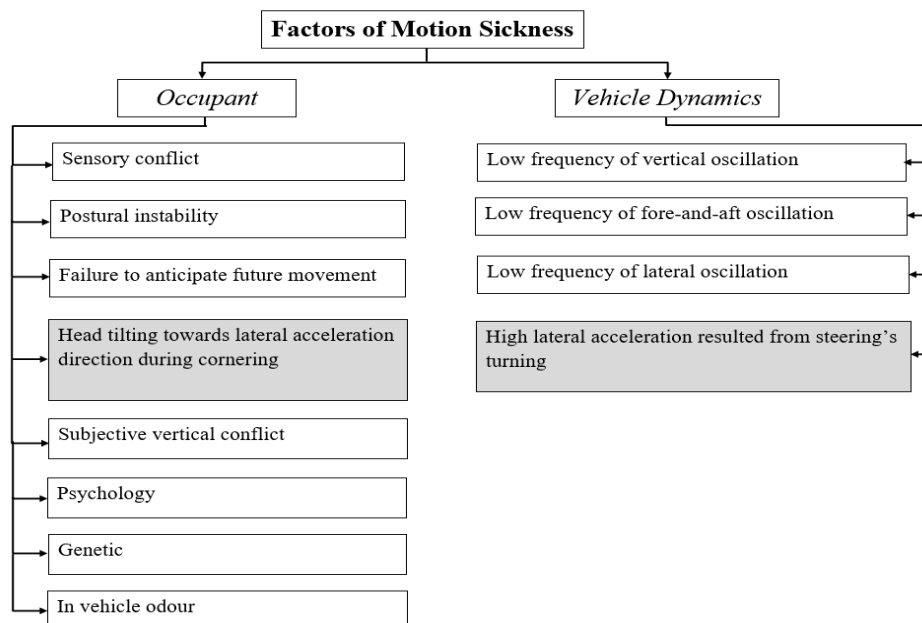 Factors of Motion Sickness
Occupant
Sensory conflict
Postural instability
Failure to anticipate future movement
Head tilting towards lateral acceleration
direction during cornering
Subjective vertical conflict
Psychology
Genetic
In vehicle odour
Vehicle Dynamics
Low frequency of vertical oscillation
Low frequency of fore-and-aft oscillation
Low frequency of lateral oscillation
High lateral acceleration resulted from steering’s
turning